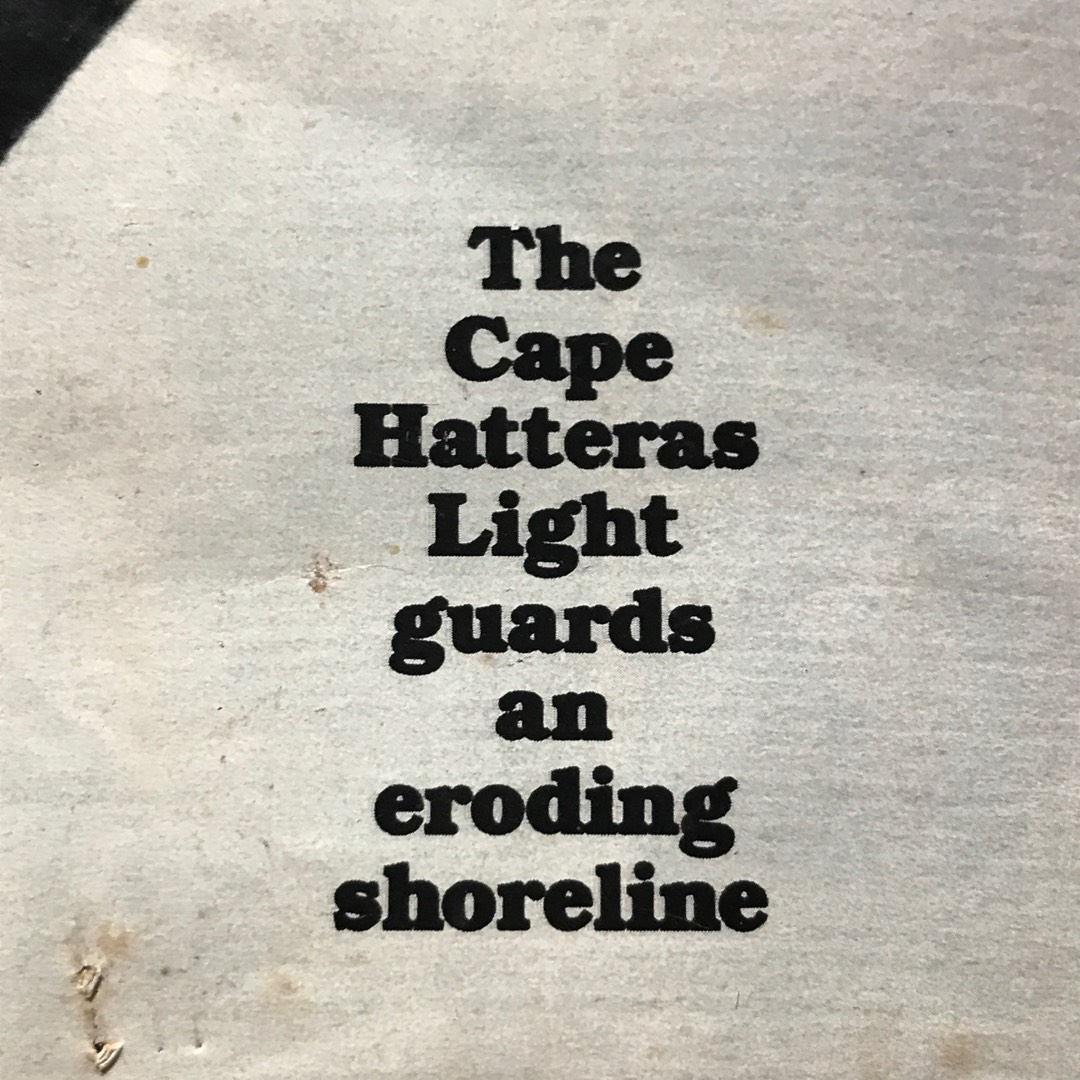 The
Cape
Hatteras
Light
guards
an
eroding
shoreline